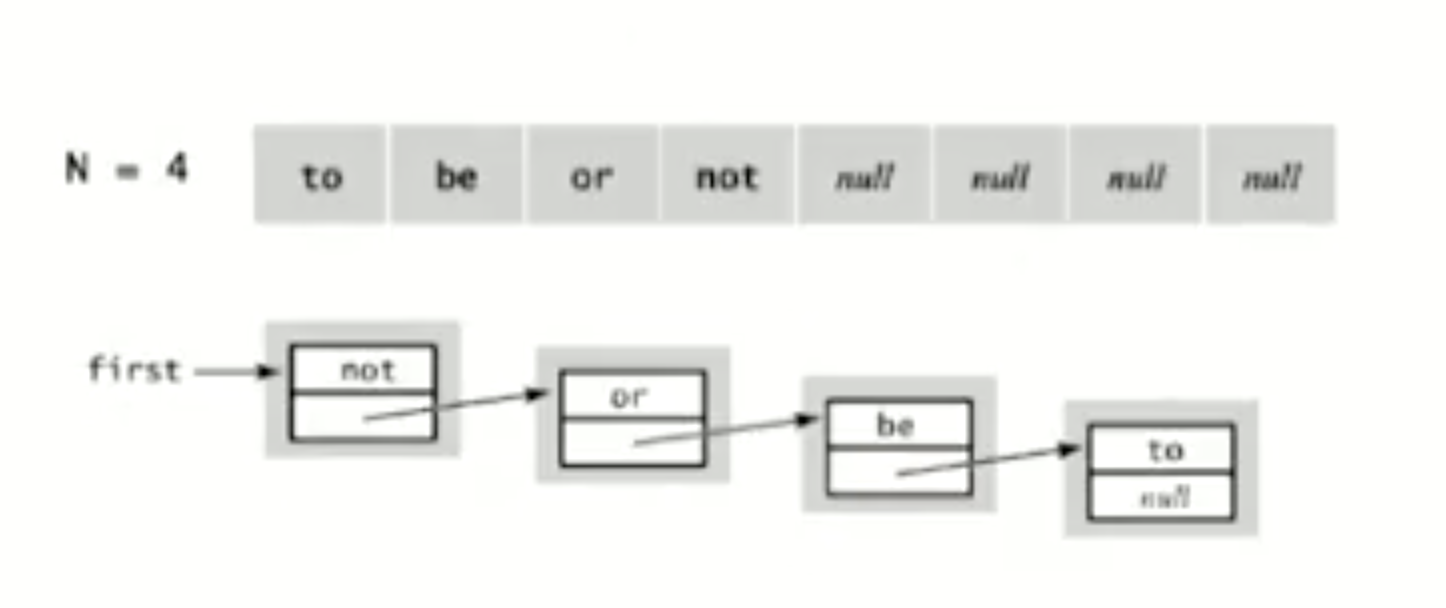 N = 4 to be or not null null null null
first not or be to
null